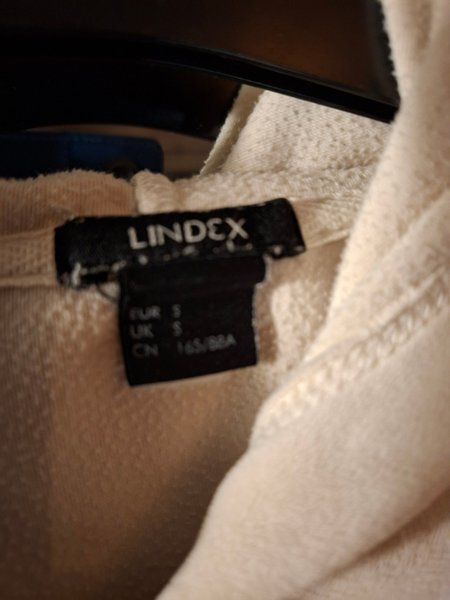 LINDEX
EUR S
UK S
CN 165/88A